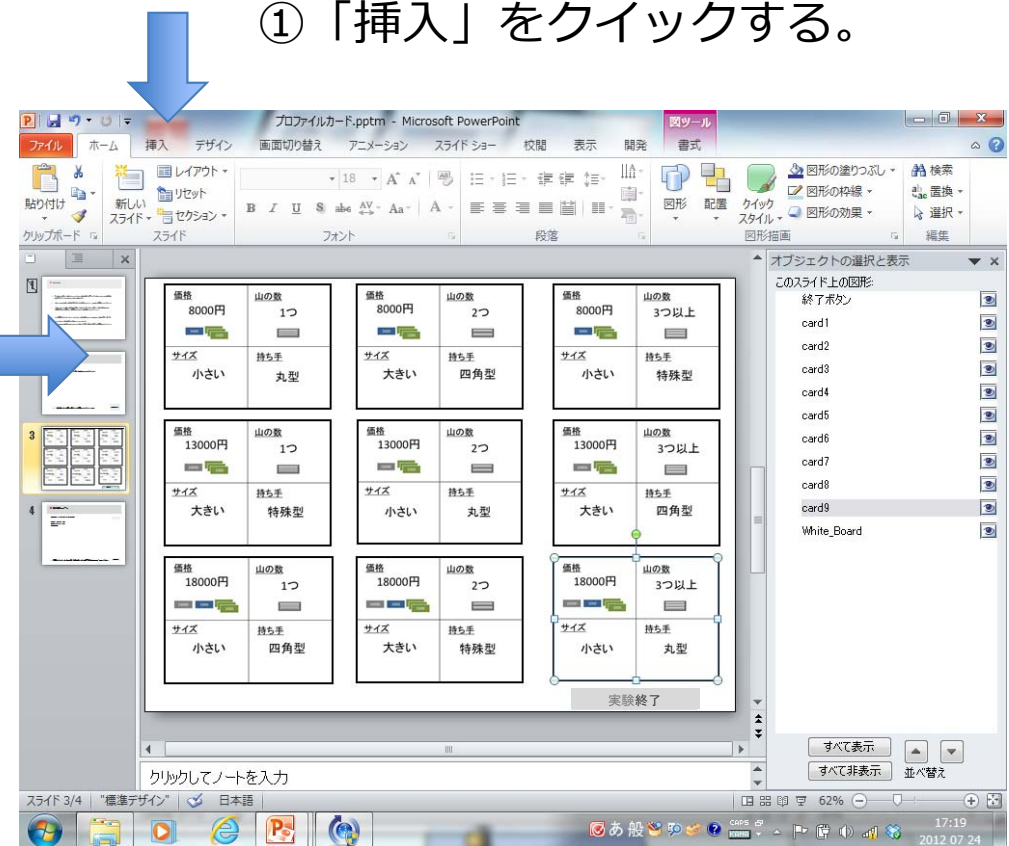 ①「挿入」をクイックする。
プロファイルカード.pptm - Microsoft PowerPoint
図ツール
ファイル ホーム 挿入 デザイン 画面切り替え アニメーション スライド ショー 校閲 表示 開発 書式
貼り付け
新しい
スライド
レイアウト
リセット
セクション
18
B I U S abc AV Aa A
図形
配置
クイック
スタイル
図形の塗りつぶし
図形の枠線
図形の効果
検索
置換
選択
クリップボード スライド フォント 段落 図形描画 編集
価格 山の数 価格 山の数 価格 山の数
8000円 1つ 8000円 2つ 8000円 3つ以上
サイズ 持ち手 サイズ 持ち手 サイズ 持ち手
小さい 丸型 大きい 四角型 小さい 特殊型
価格 山の数 価格 山の数 価格 山の数
13000円 1つ 13000円 2つ 13000円 3つ以上
サイズ 持ち手 サイズ 持ち手 サイズ 持ち手
大きい 特殊型 小さい 丸型 大きい 四角型
価格 山の数 価格 山の数 価格 山の数
18000円 1つ 18000円 2つ 18000円 3つ以上
サイズ 持ち手 サイズ 持ち手 サイズ 持ち手
小さい 四角型 大きい 特殊型 小さい 丸型
実験終了
3
4
オブジェクトの選択と表示
このスライド上の図形:
終了ボタン
card1
card2
card3
card4
card5
card6
card7
card8
card9
White_Board
すべて表示
すべて非表示 並べ替え
クリックしてノートを入力
スライド 3/4 "標準デザイン" 日本語 62%
あ 般 CAPS KANA 17:19
2012 07 24